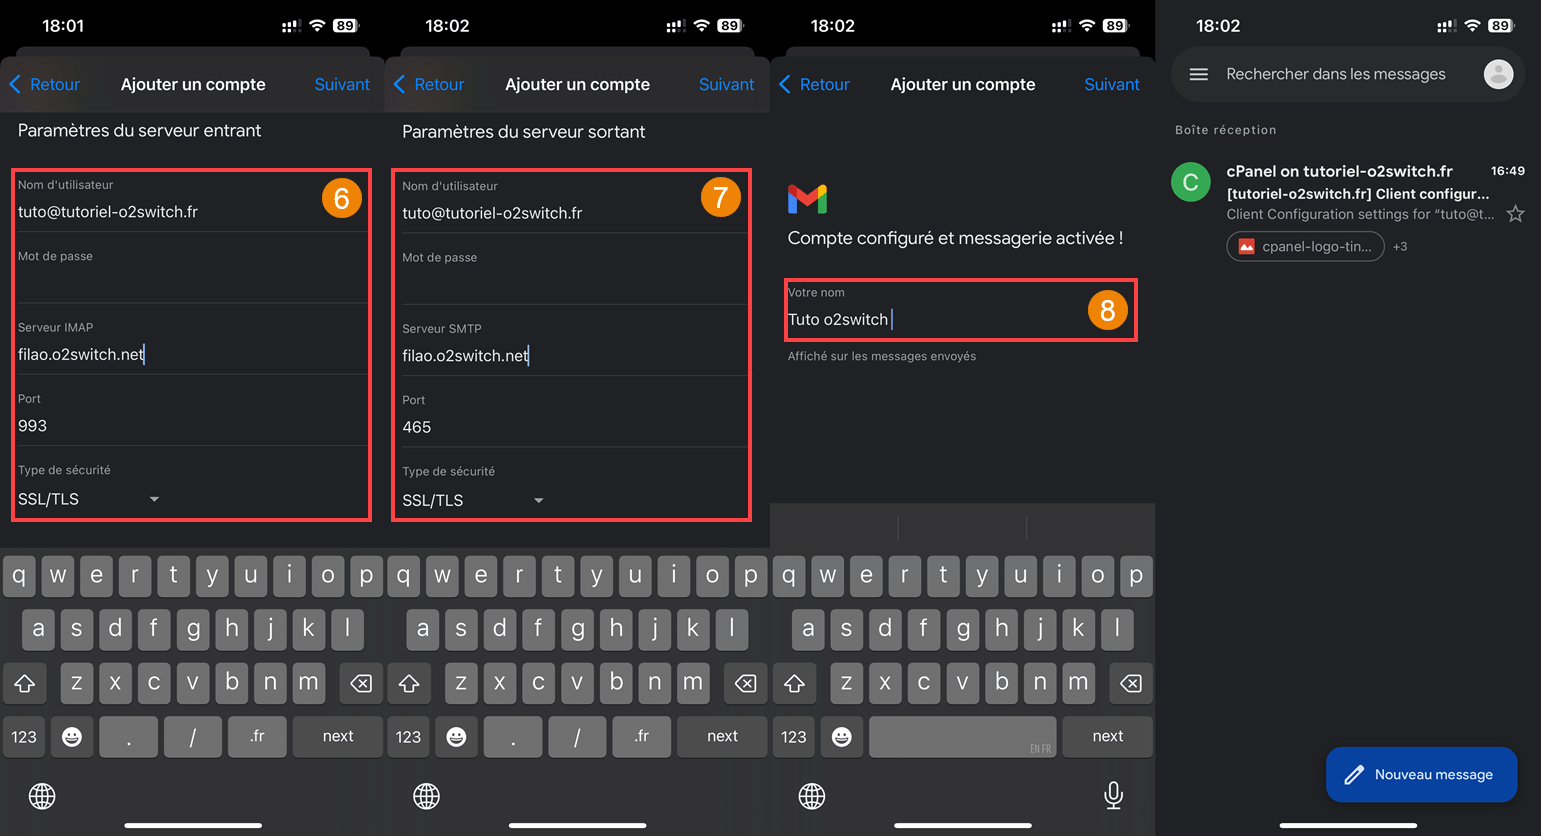 18:01
89
Retour
Ajouter un compte
Suivant
Paramètres du serveur entrant
Nom d'utilisateur
6
tuto@tutoriel-o2switch.fr
Mot de passe
Serveur IMAP
filao.o2switch.net
Port
993
Type de sécurité
SSL/TLS
q w e r t y u i o p
a s d f g h j k l
z x c v b n m
123 . / .fr next
18:02
89
Retour
Ajouter un compte
Suivant
Paramètres du serveur sortant
Nom d'utilisateur
7
tuto@tutoriel-o2switch.fr
Mot de passe
Serveur SMTP
filao.o2switch.net
Port
465
Type de sécurité
SSL/TLS
q w e r t y u i o p
a s d f g h j k l
z x c v b n m
123 . / .fr next
18:02
89
Retour
Ajouter un compte
Suivant
Compte configuré et messagerie activée !
Votre nom
8
Tuto o2switch
Affiché sur les messages envoyés
q w e r t y u i o p
a s d f g h j k l
z x c v b n m
123 EN FR next
18:02
89
Rechercher dans les messages
Boîte réception
C
cPanel on tutoriel-o2switch.fr 16:49
[tutoriel-o2switch.fr] Client configur...
Client Configuration settings for “tuto@t...
cpanel-logo-tin... +3
Nouveau message